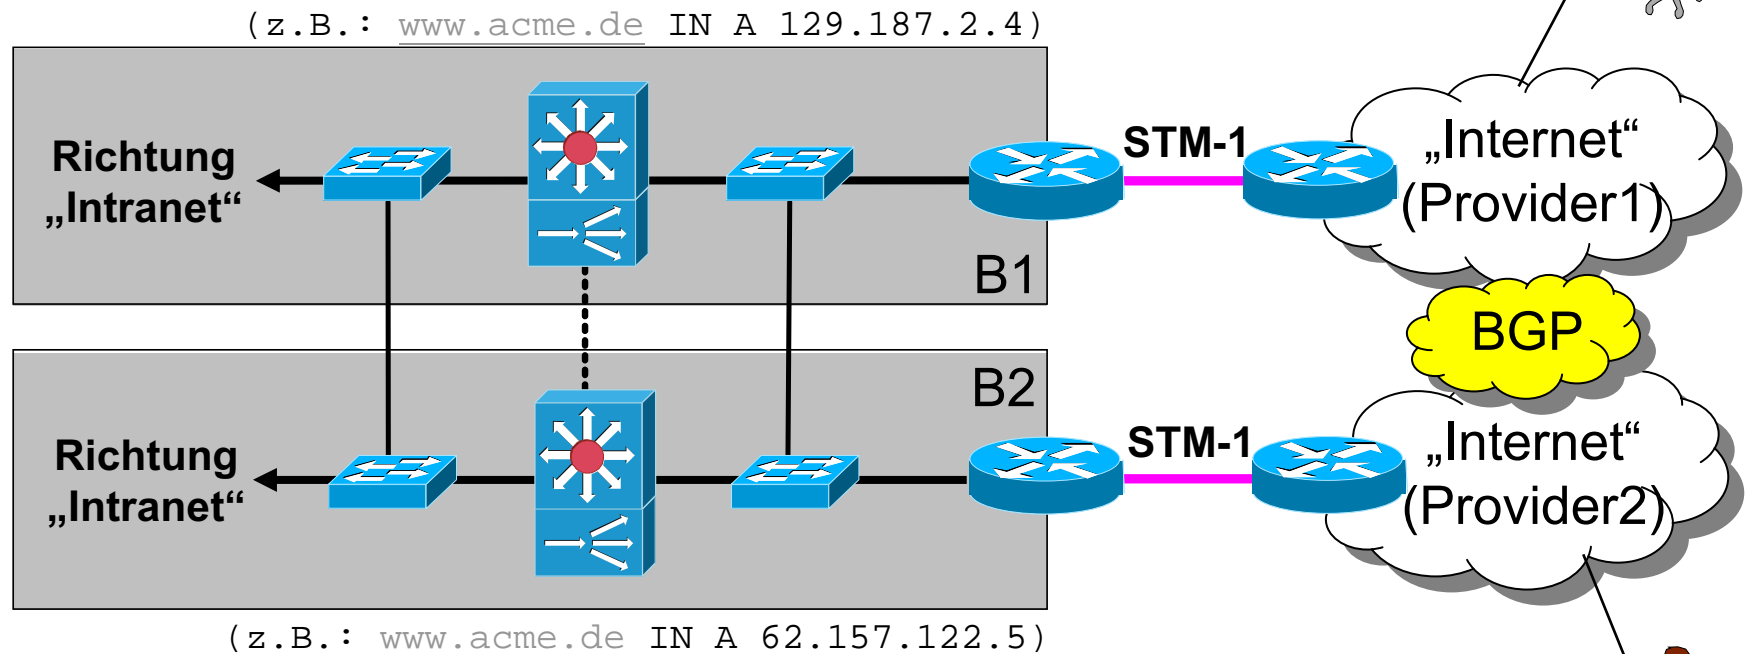 (z.B.: www.acme.de IN A 129.187.2.4)
Richtung
„Intranet“
B1
STM-1
„Internet“
(Provider1)
BGP
B2
Richtung
„Intranet“
STM-1
„Internet“
(Provider2)
(z.B.: www.acme.de IN A 62.157.122.5)